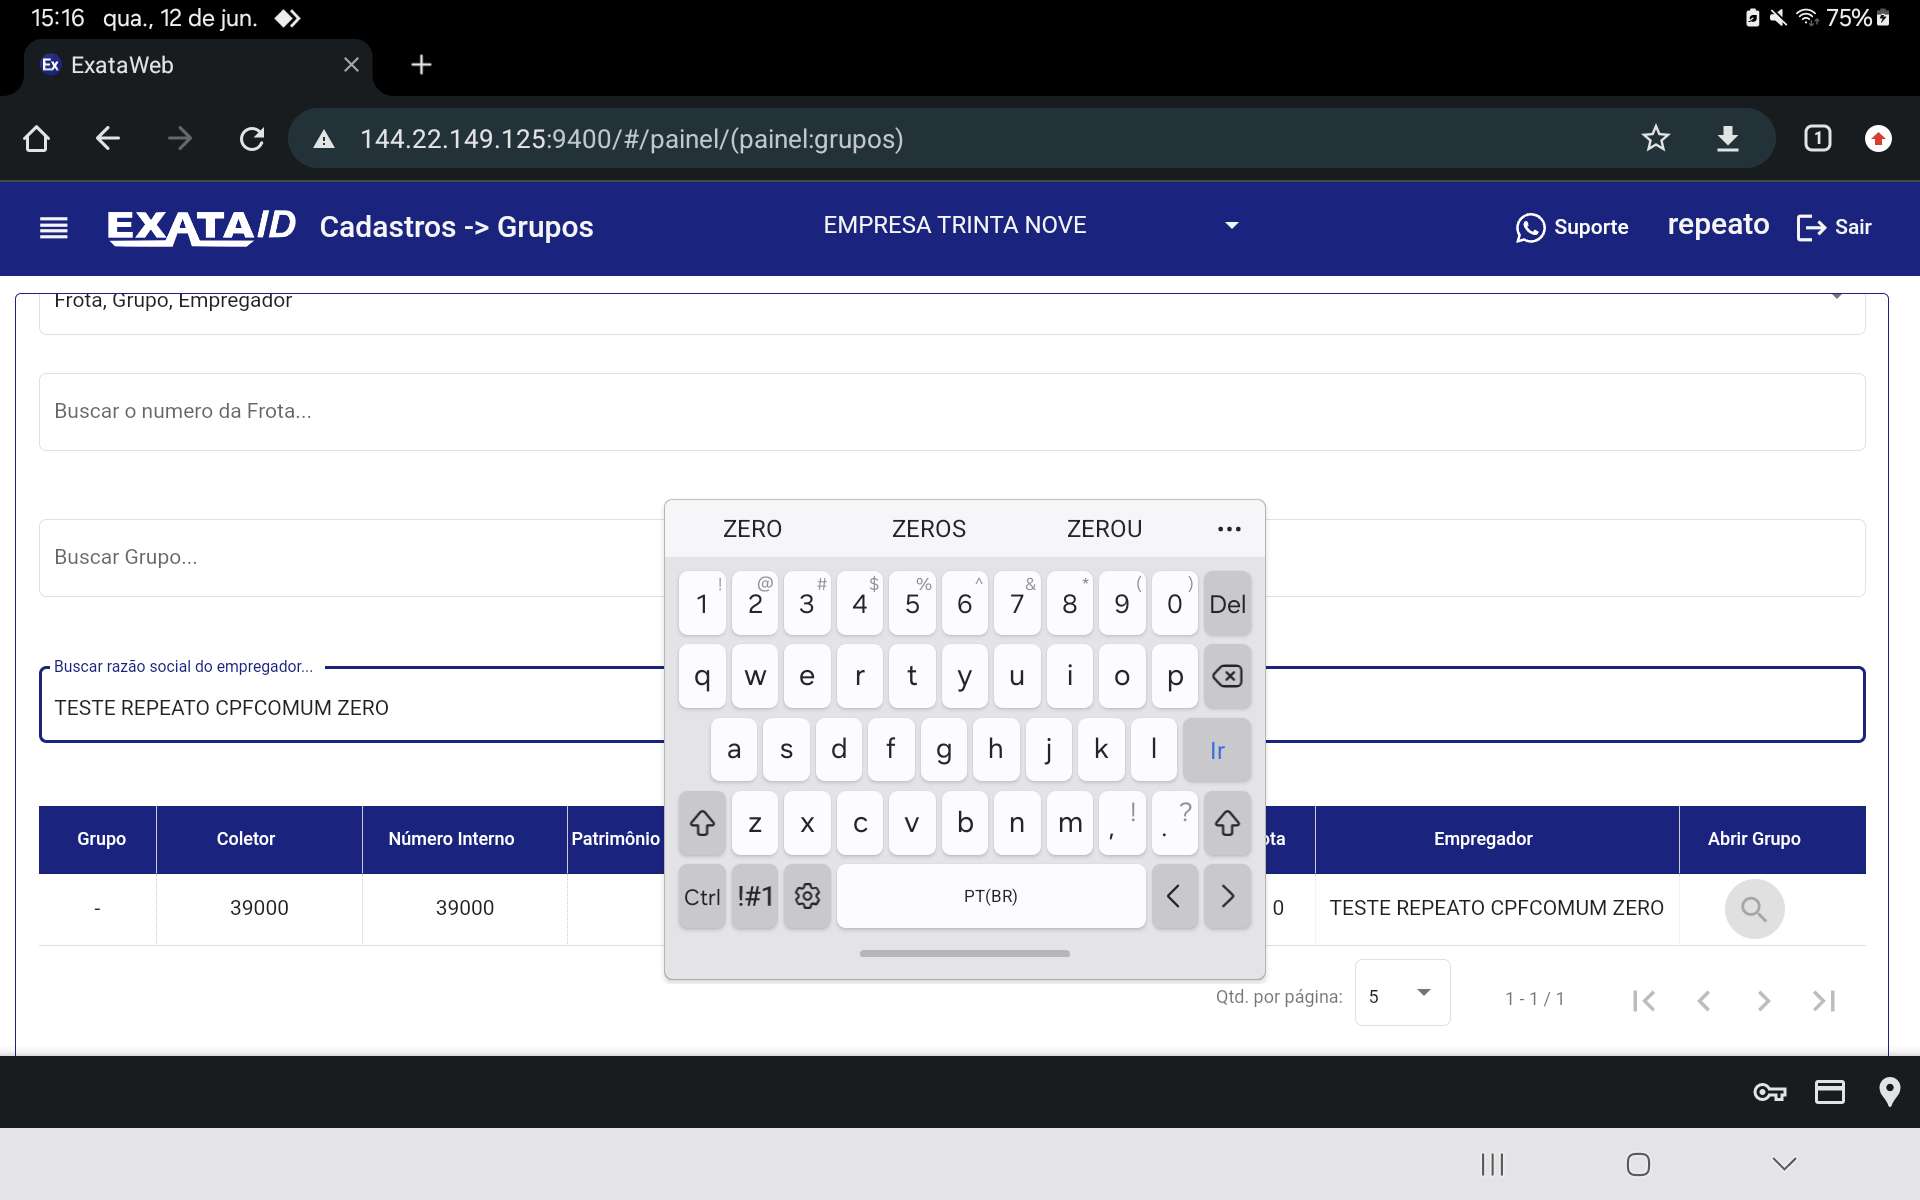 15:16 qua., 12 de jun. 75%
Ex ExataWeb
144.22.149.125:9400/#/painel/(painel:grupos) 1
EXATA/D Cadastros -> Grupos EMPRESA TRINTA NOVE Suporte repeato Sair
Frota, Grupo, Empregador
Buscar o numero da Frota...
Buscar Grupo...
Buscar razão social do empregador...
TESTE REPEATO CPFCOMUM ZERO
ZERO ZEROS ZEROU ...
! @ # $ % ^ & * ( )
1 2 3 4 5 6 7 8 9 0 Del
q w e r t y u i o p
a s d f g h j k l Ir
z x c v b n m , ! . ?
Ctrl !#1 PT(BR) < >
Grupo Coletor Número Interno Patrimônio ota Empregador Abrir Grupo
- 39000 39000 0 TESTE REPEATO CPFCOMUM ZERO
Qtd. por página: 5 1 - 1 / 1